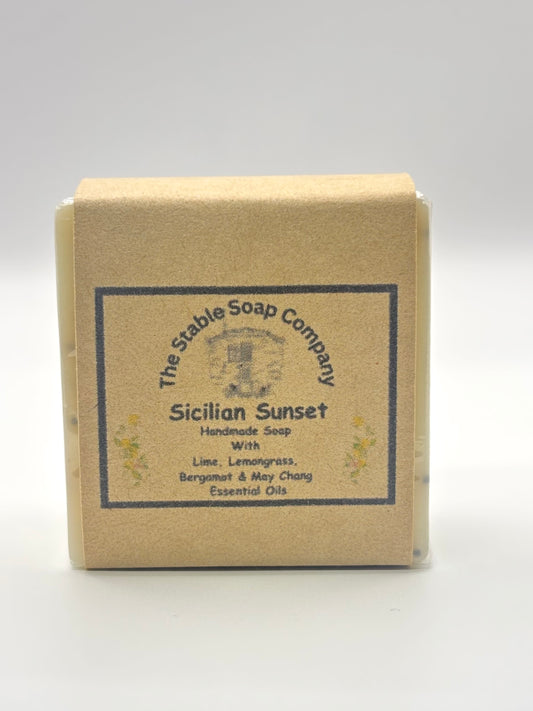 The Stable Soap Company
Sicilian Sunset
Handmade Soap
With
Lime, Lemongrass,
Bergamot & May Chang
Essential Oils